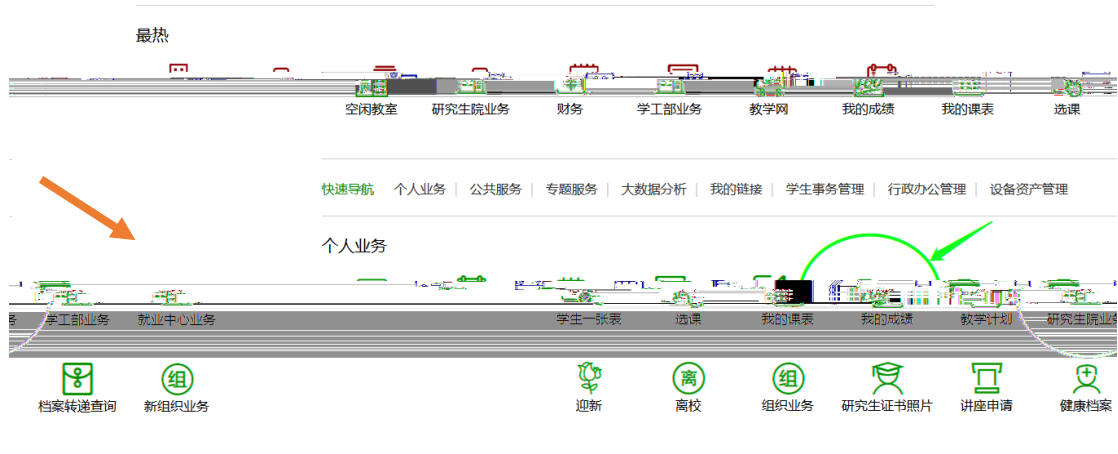 最热
空闲教室 研究生院业务 财务 学工部业务 教学网 我的成绩 我的课表 选课
快速导航 个人业务 | 公共服务 | 专题服务 | 大数据分析 | 我的链接 | 学生事务管理 | 行政办公管理 | 设备资产管理
个人业务
学工部业务 就业中心业务 学生一张表 选课 我的课表 我的成绩 教学计划 研究生院业务
组 离 组
档案转递查询 新组织业务 迎新 离校 组织业务 研究生证书照片 讲座申请 健康档案